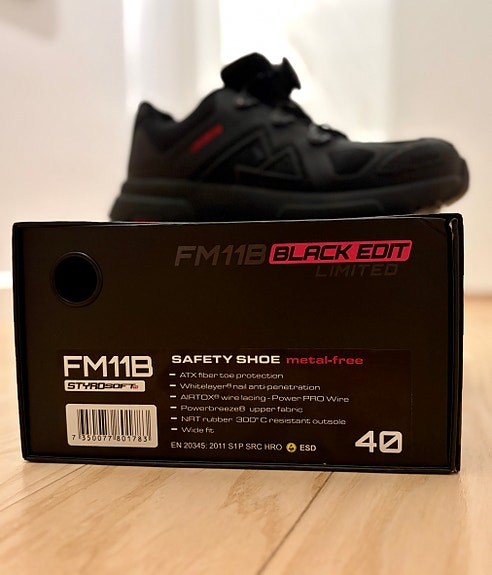 FM11B BLACK EDIT
LIMITED
FM11B
STYROSOFT
7 350077 801783
SAFETY SHOE metal-free
- ATX fiber toe protection
- Whitelayer® nail anti-penetration
- AIRTOX® wire lacing - Power PRO Wire
- Powerbreeze® upper fabric
- NRT rubber 300°C resistant outsole
- Wide fit
EN 20345: 2011 S1P SRC HRO ESD
40